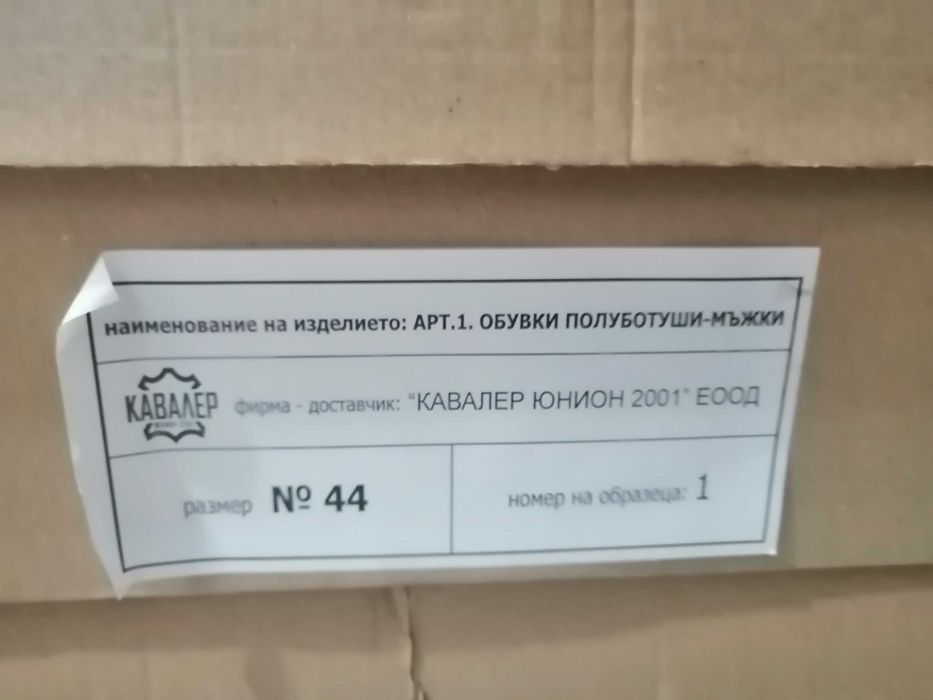 наименование на изделието: АРТ.1. ОБУВКИ ПОЛУБОТУШИ-МЪЖКИ
КАВАЛЕР
фирма - доставчик: "КАВАЛЕР ЮНИОН 2001" ЕООД
размер № 44
номер на образеца: 1